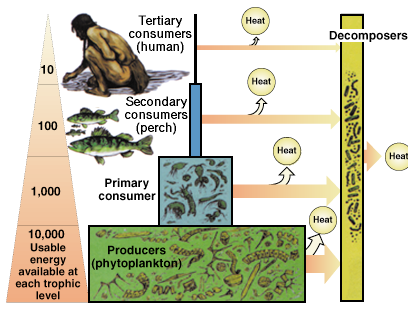 Tertiary
consumers
(human)
Heat
Decomposers
10
Secondary
consumers
(perch)
Heat
100
Heat
Heat
Primary
consumer
1,000
Heat
10,000
Usable
energy
available at
each trophic
level
Producers
(phytoplankton)